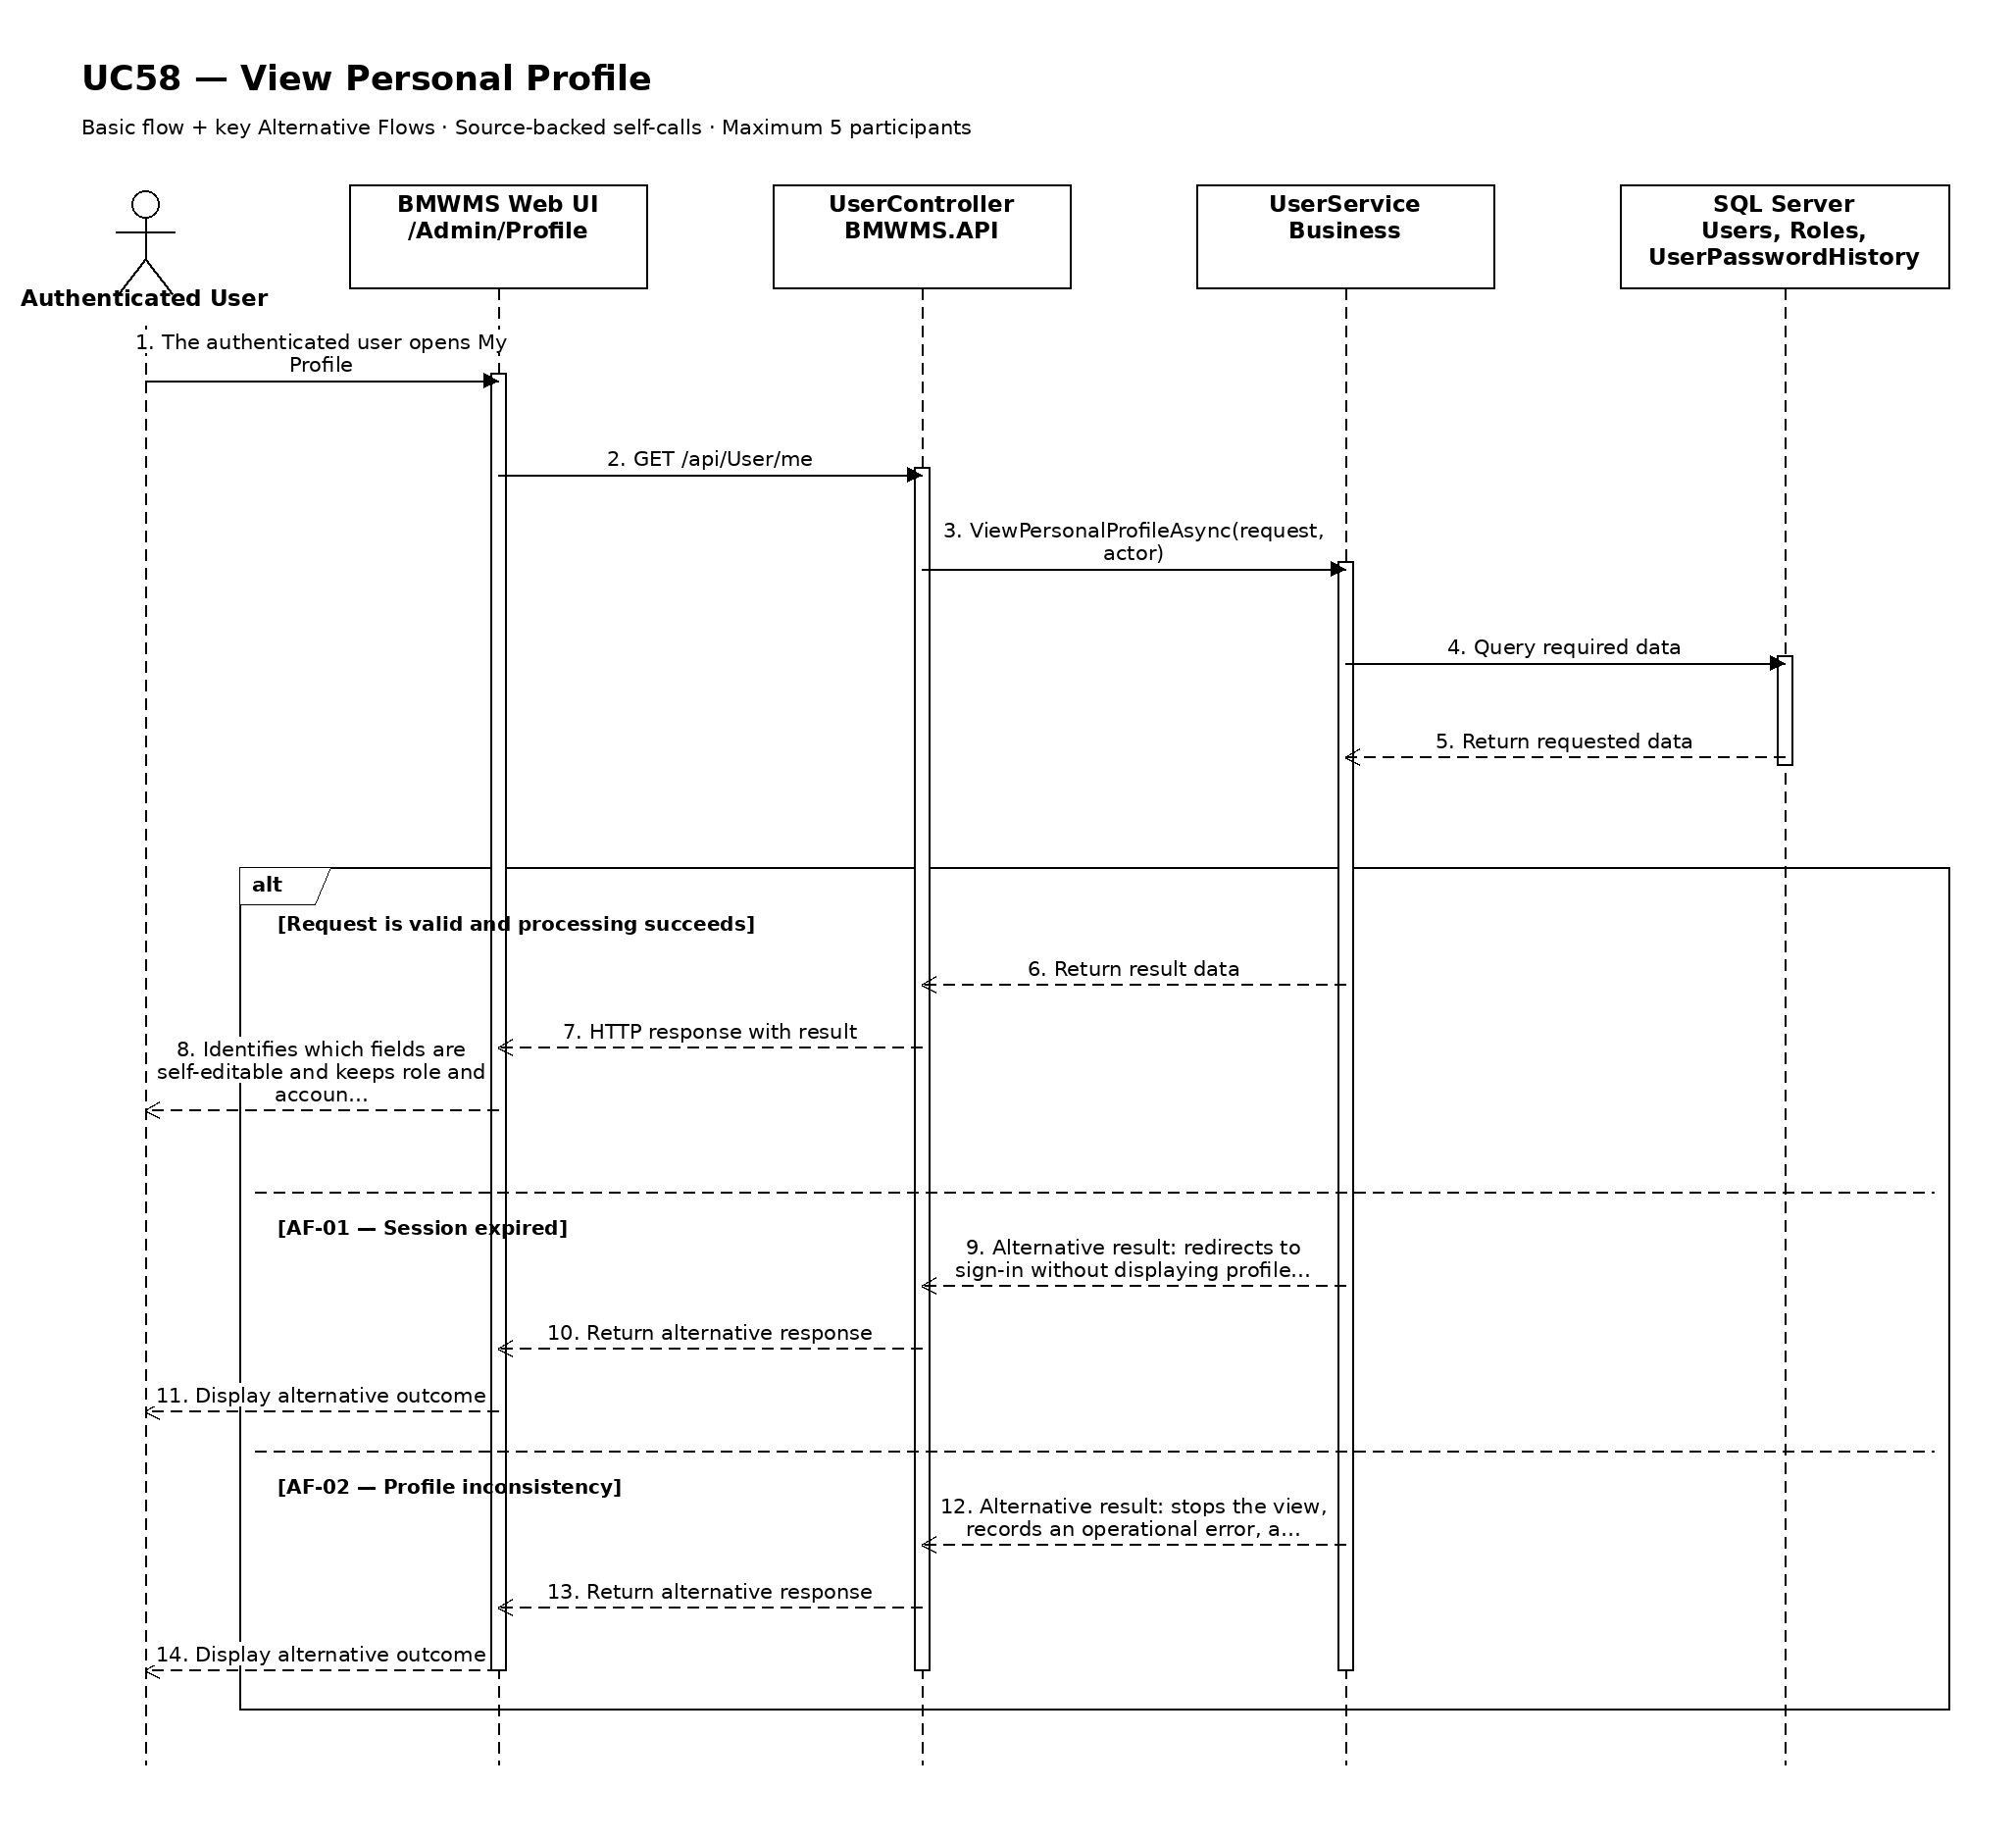 UC58 — View Personal Profile
Basic flow + key Alternative Flows · Source-backed self-calls · Maximum 5 participants
Authenticated User
BMWMS Web UI
/Admin/Profile
UserController
BMWMS.API
UserService
Business
SQL Server
Users, Roles,
UserPasswordHistory
1. The authenticated user opens My
Profile
2. GET /api/User/me
3. ViewPersonalProfileAsync(request,
actor)
4. Query required data
5. Return requested data
alt
[Request is valid and processing succeeds]
6. Return result data
7. HTTP response with result
8. Identifies which fields are
self-editable and keeps role and
accoun...
[AF-01 — Session expired]
9. Alternative result: redirects to
sign-in without displaying profile...
10. Return alternative response
11. Display alternative outcome
[AF-02 — Profile inconsistency]
12. Alternative result: stops the view,
records an operational error, a...
13. Return alternative response
14. Display alternative outcome